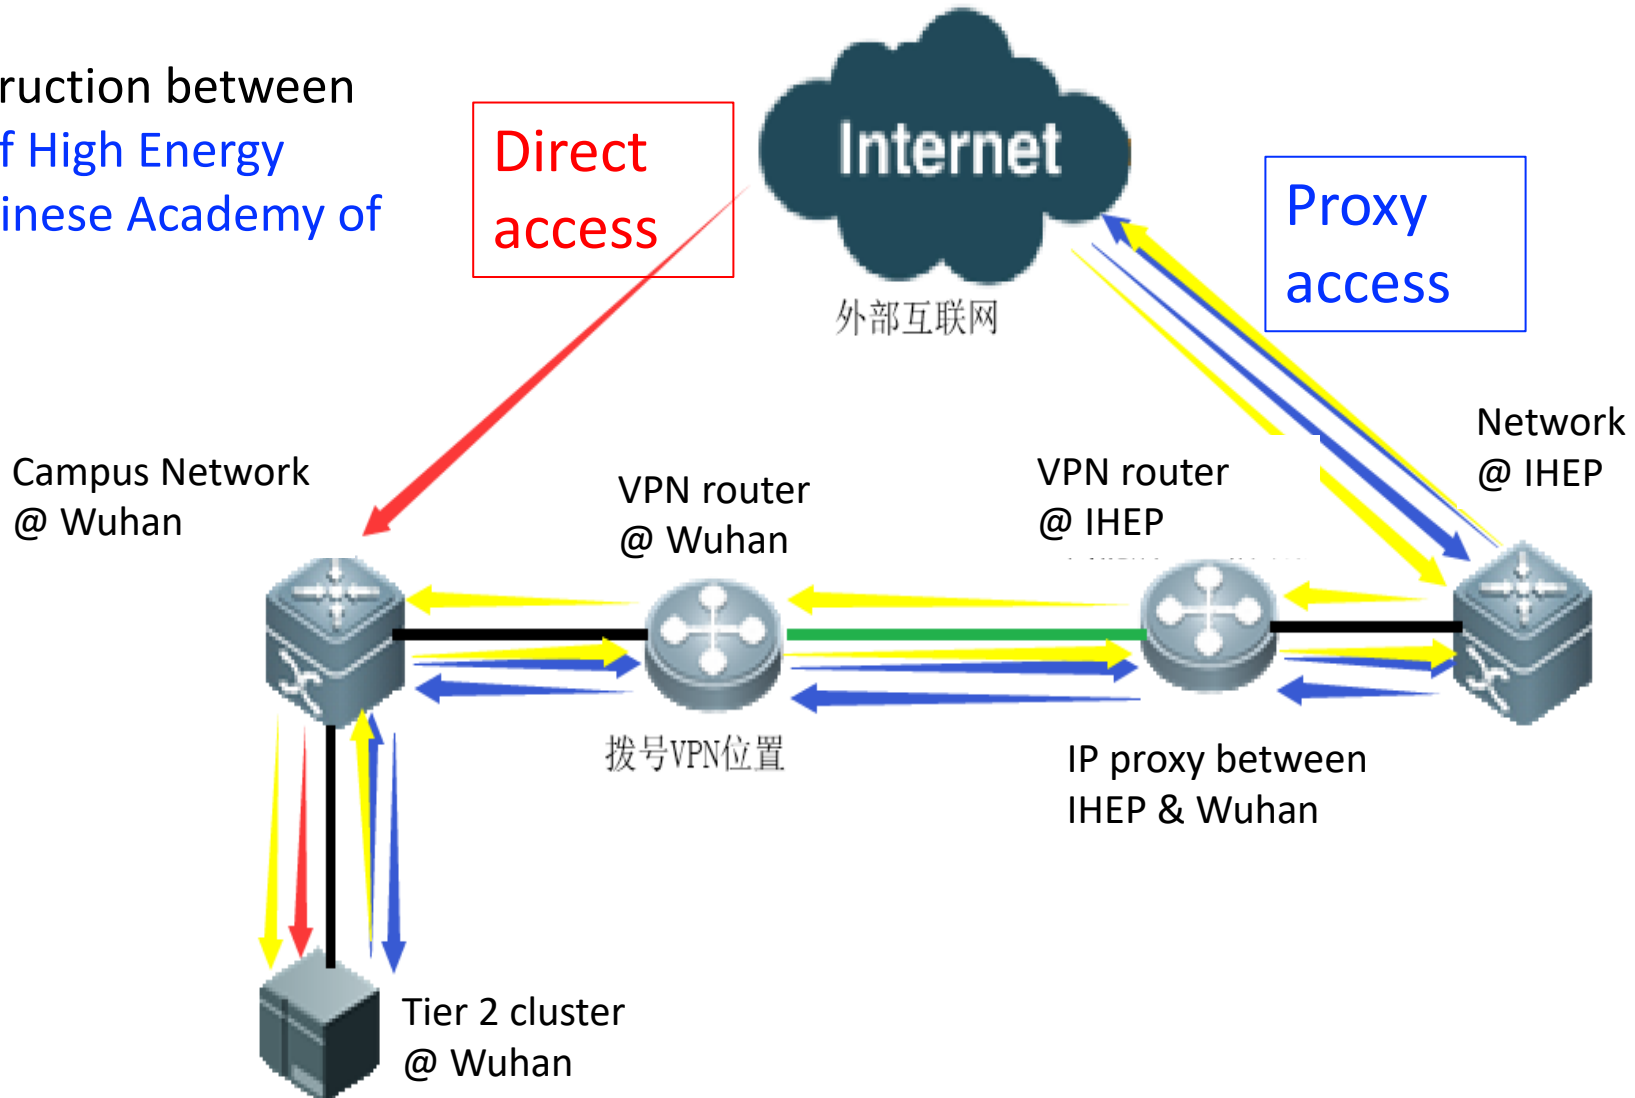 ruction between
f High Energy
inese Academy of
Direct
access
Internet
外部互联网
Proxy
access
Network
@ IHEP
Campus Network
@ Wuhan
VPN router
@ Wuhan
VPN router
@ IHEP
拨号VPN位置
IP proxy between
IHEP & Wuhan
Tier 2 cluster
@ Wuhan